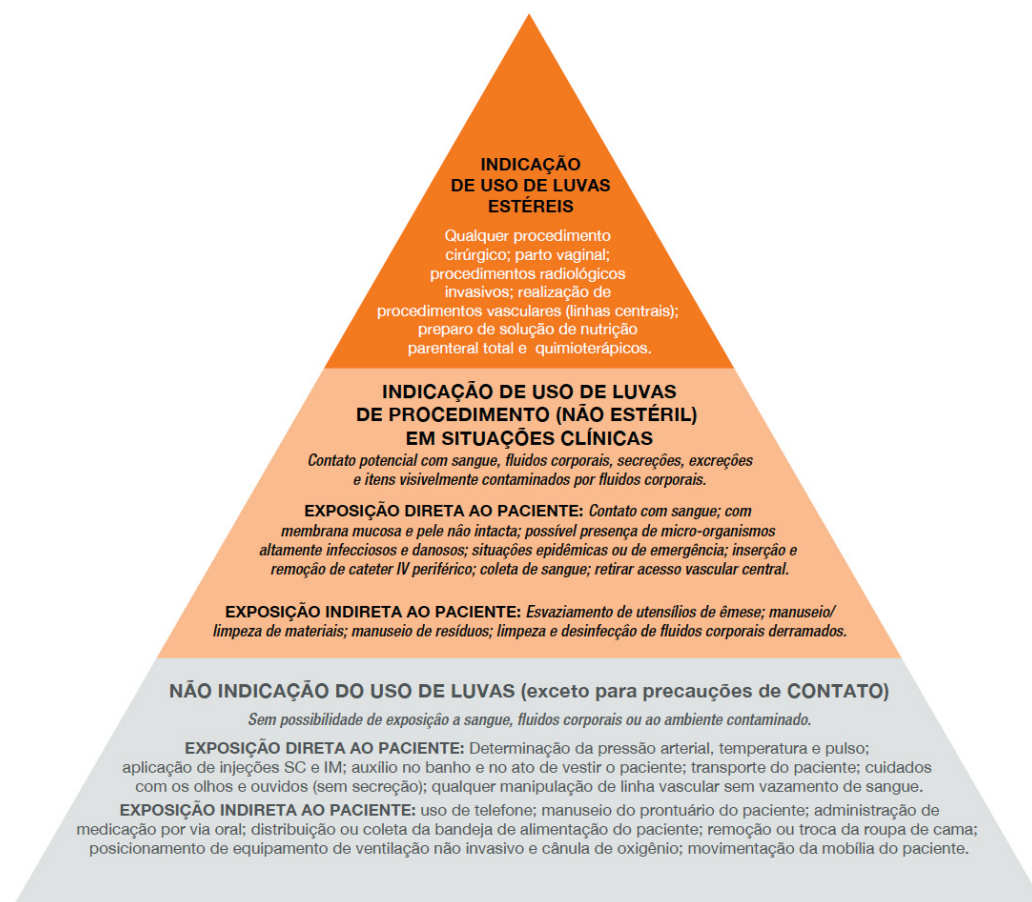 INDICAÇÃO
DE USO DE LUVAS
ESTÉREIS
Qualquer procedimento
cirúrgico; parto vaginal;
procedimentos radiológicos
invasivos; realização de
procedimentos vasculares (linhas centrais);
preparo de solução de nutrição
parenteral total e quimioterápicos.
INDICAÇÃO DE USO DE LUVAS
DE PROCEDIMENTO (NÃO ESTÉRIL)
EM SITUAÇÕES CLÍNICAS
Contato potencial com sangue, fluidos corporais, secreções, excreções
e itens visivelmente contaminados por fluidos corporais.
EXPOSIÇÃO DIRETA AO PACIENTE: Contato com sangue; com
membrana mucosa e pele não intacta; possível presença de micro-organismos
altamente infecciosos e danosos; situações epidêmicas ou de emergência; inserção e
remoção de cateter IV periférico; coleta de sangue; retirar acesso vascular central.
EXPOSIÇÃO INDIRETA AO PACIENTE: Esvaziamento de utensílios de êmese; manuseio/
limpeza de materiais; manuseio de resíduos; limpeza e desinfecção de fluidos corporais derramados.
NÃO INDICAÇÃO DO USO DE LUVAS (exceto para precauções de CONTATO)
Sem possibilidade de exposição a sangue, fluidos corporais ou ao ambiente contaminado.
EXPOSIÇÃO DIRETA AO PACIENTE: Determinação da pressão arterial, temperatura e pulso;
aplicação de injeções SC e IM; auxílio no banho e no ato de vestir o paciente; transporte do paciente; cuidados
com os olhos e ouvidos (sem secreção); qualquer manipulação de linha vascular sem vazamento de sangue.
EXPOSIÇÃO INDIRETA AO PACIENTE: uso de telefone; manuseio do prontuário do paciente; administração de
medicação por via oral; distribuição ou coleta da bandeja de alimentação do paciente; remoção ou troca da roupa de cama;
posicionamento de equipamento de ventilação não invasivo e cânula de oxigênio; movimentação da mobília do paciente.